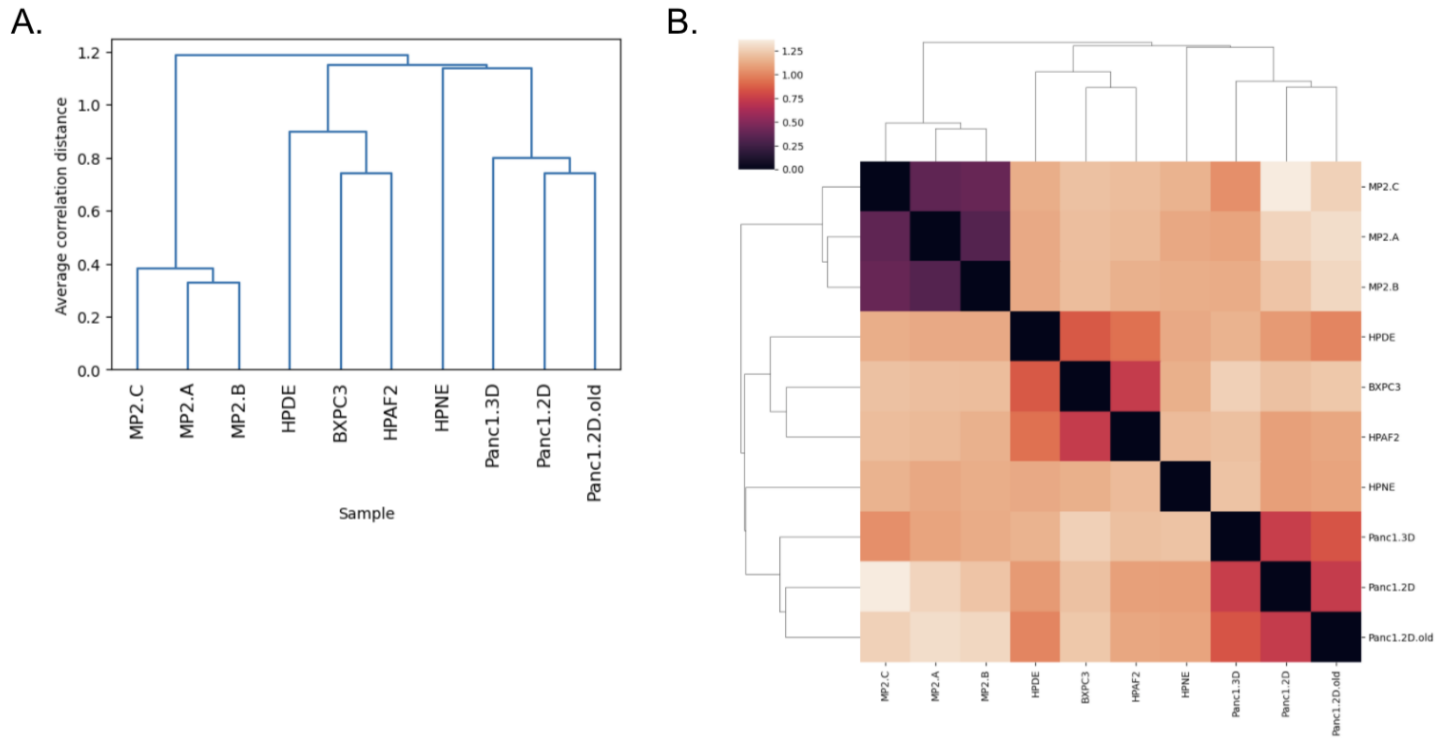 A.
B.
1.2
1.0
0.8
0.6
0.4
0.2
0.0
Average correlation distance
MP2.C
MP2.A
MP2.B
HPDE
BXPC3
HPAF2
HPNE
Panc1.3D
Panc1.2D
Panc1.2D.old
Sample
1.25
1.00
0.75
0.50
0.25
0.00
MP2.C
MP2.A
MP2.B
HPDE
BXPC3
HPAF2
HPNE
Panc1.3D
Panc1.2D
Panc1.2D.old
MP2.C
MP2.A
MP2.B
HPDE
BXPC3
HPAF2
HPNE
Panc1.3D
Panc1.2D
Panc1.2D.old